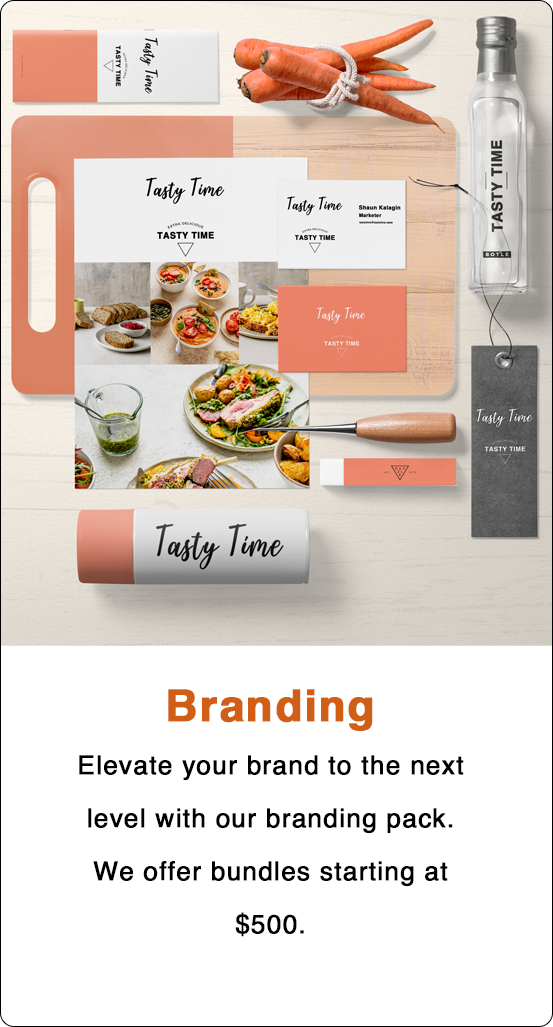 Tasty Time
TASTY TIME
Tasty Time
EXTRA DELICIOUS
TASTY TIME
Tasty Time
Shaun Kalagin
Marketer
EXTRA DELICIOUS
TASTY TIME
TASTY TIME
BOTLE
Tasty Time
TASTY TIME
Tasty Time
TASTY TIME
Tasty Time
Branding
Elevate your brand to the next
level with our branding pack.
We offer bundles starting at
$500.